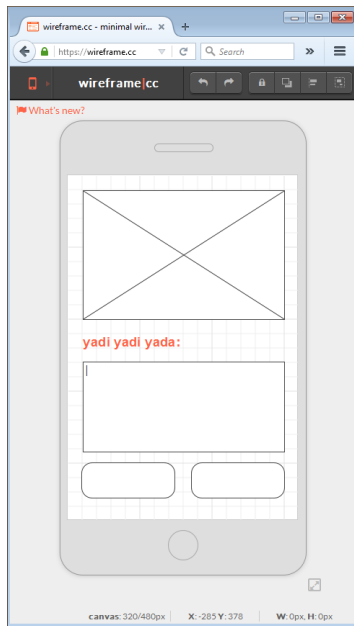 wireframe.cc - minimal wir...
https://wireframe.cc
Search
wireframe|cc
What's new?
yadi yadi yada:
canvas: 320/480px X: -285 Y: 378 W: 0px, H: 0px